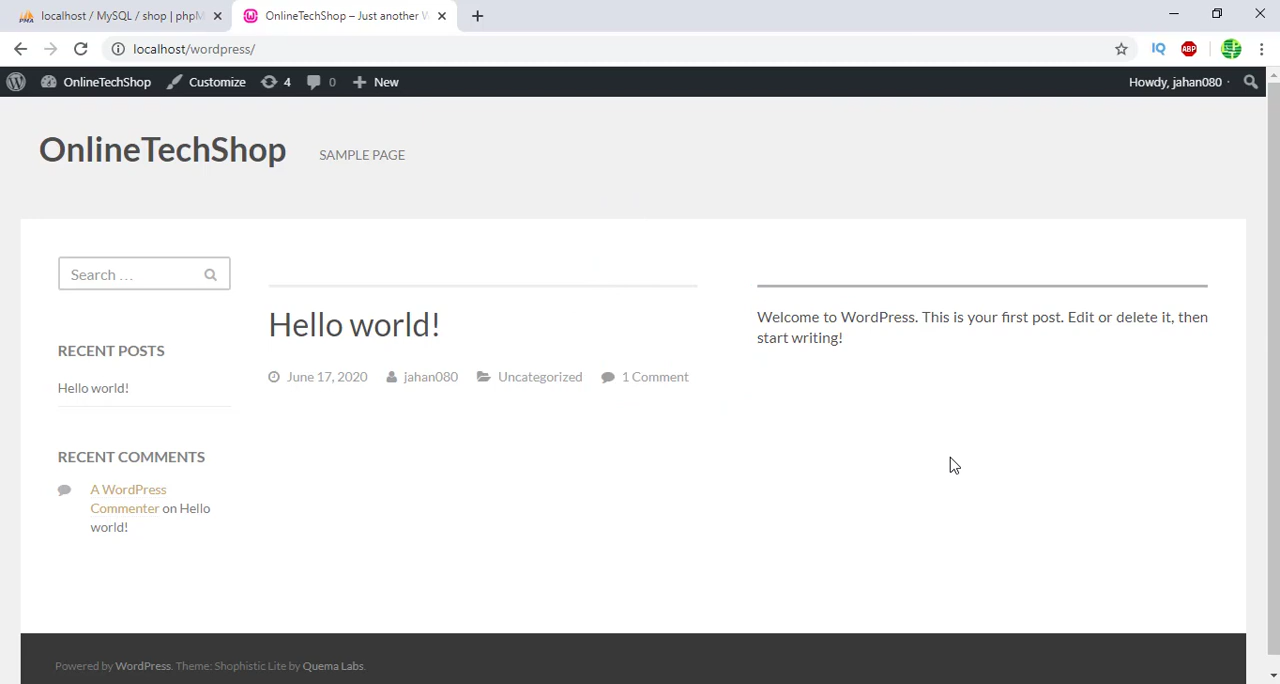 localhost / MySQL / shop | phpM
OnlineTechShop – Just another W
localhost/wordpress/
IQ
ABP
OnlineTechShop
Customize
4
0
New
Howdy, jahan080
OnlineTechShop
SAMPLE PAGE
Search ...
RECENT POSTS
Hello world!
RECENT COMMENTS
A WordPress
Commenter on Hello
world!
Hello world!
June 17, 2020
jahan080
Uncategorized
1 Comment
Welcome to WordPress. This is your first post. Edit or delete it, then
start writing!
Powered by WordPress. Theme: Shophistic Lite by Quema Labs.